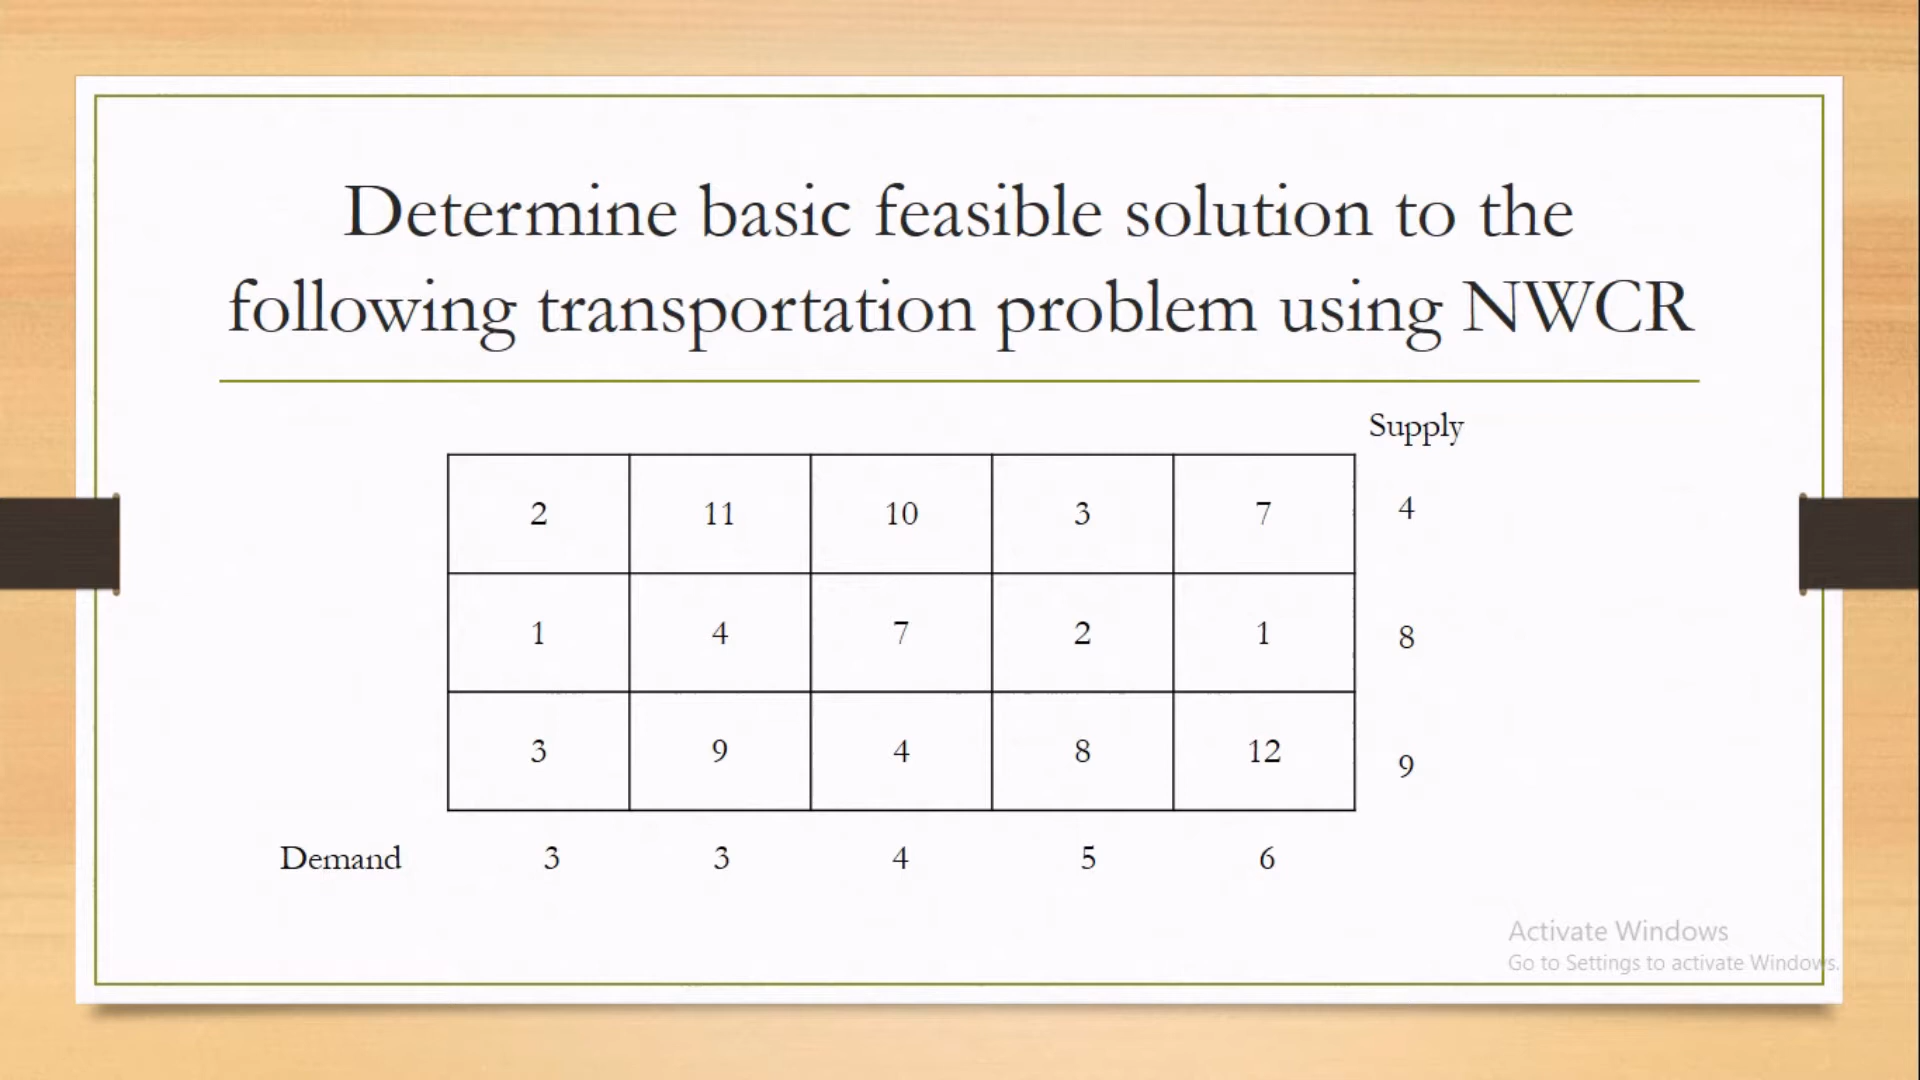 Determine basic feasible solution to the
following transportation problem using NWCR
Supply
2 11 10 3 7 4
1 4 7 2 1 8
3 9 4 8 12 9
Demand 3 3 4 5 6
Activate Windows
Go to Settings to activate Windows.